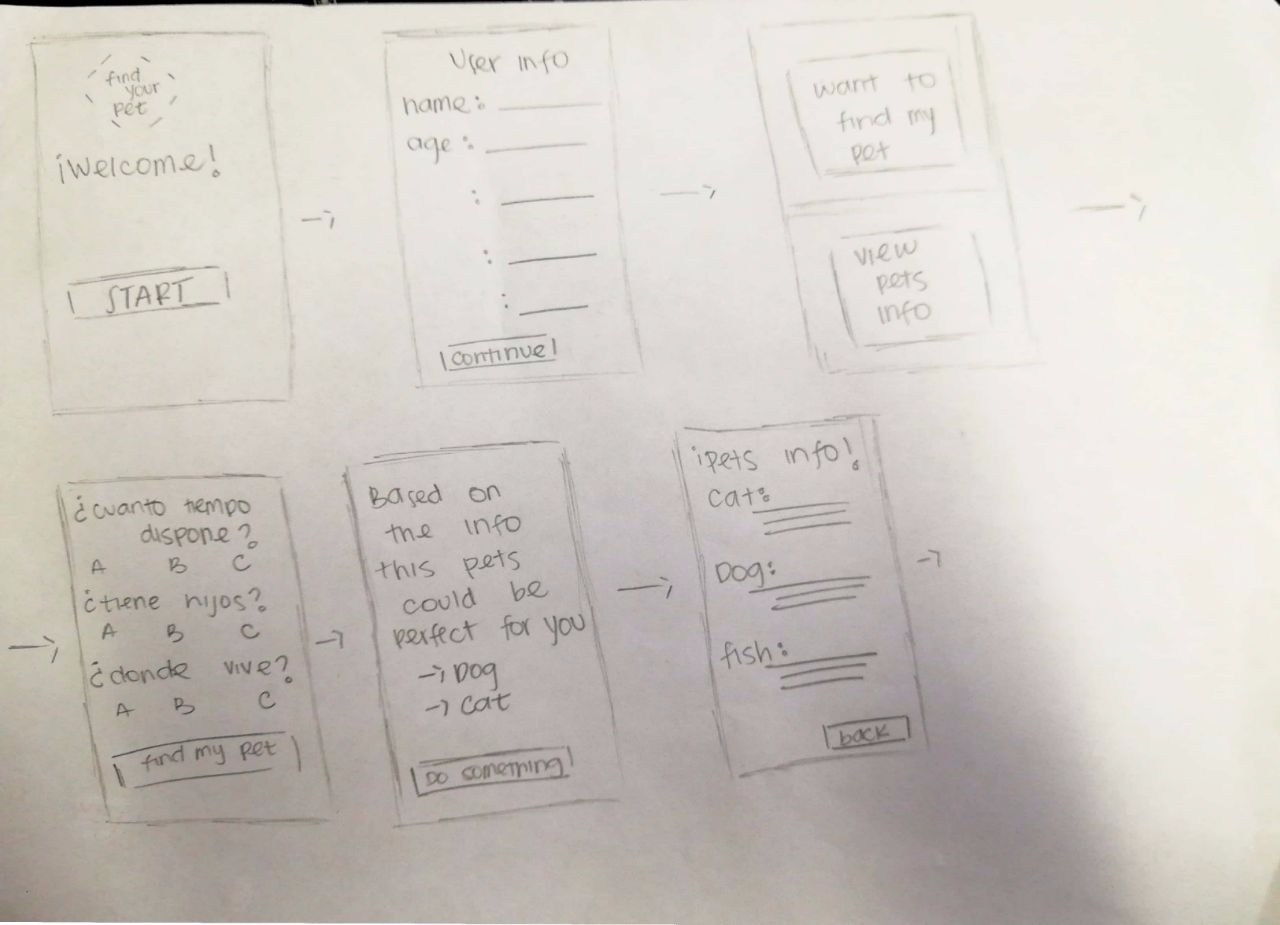 find
your
pet
¡Welcome!
START
User info
name:
age:
:
:
:
continue
want to
find my
pet
view
pets
info
¿cuanto tiempo
dispone?
A B C
¿tiene hijos?
A B C
¿donde vive?
A B C
find my pet
Based on
the info
this pets
could be
perfect for you
→ Dog
→ cat
Do something
¡pets info!
cat:
Dog:
fish:
back